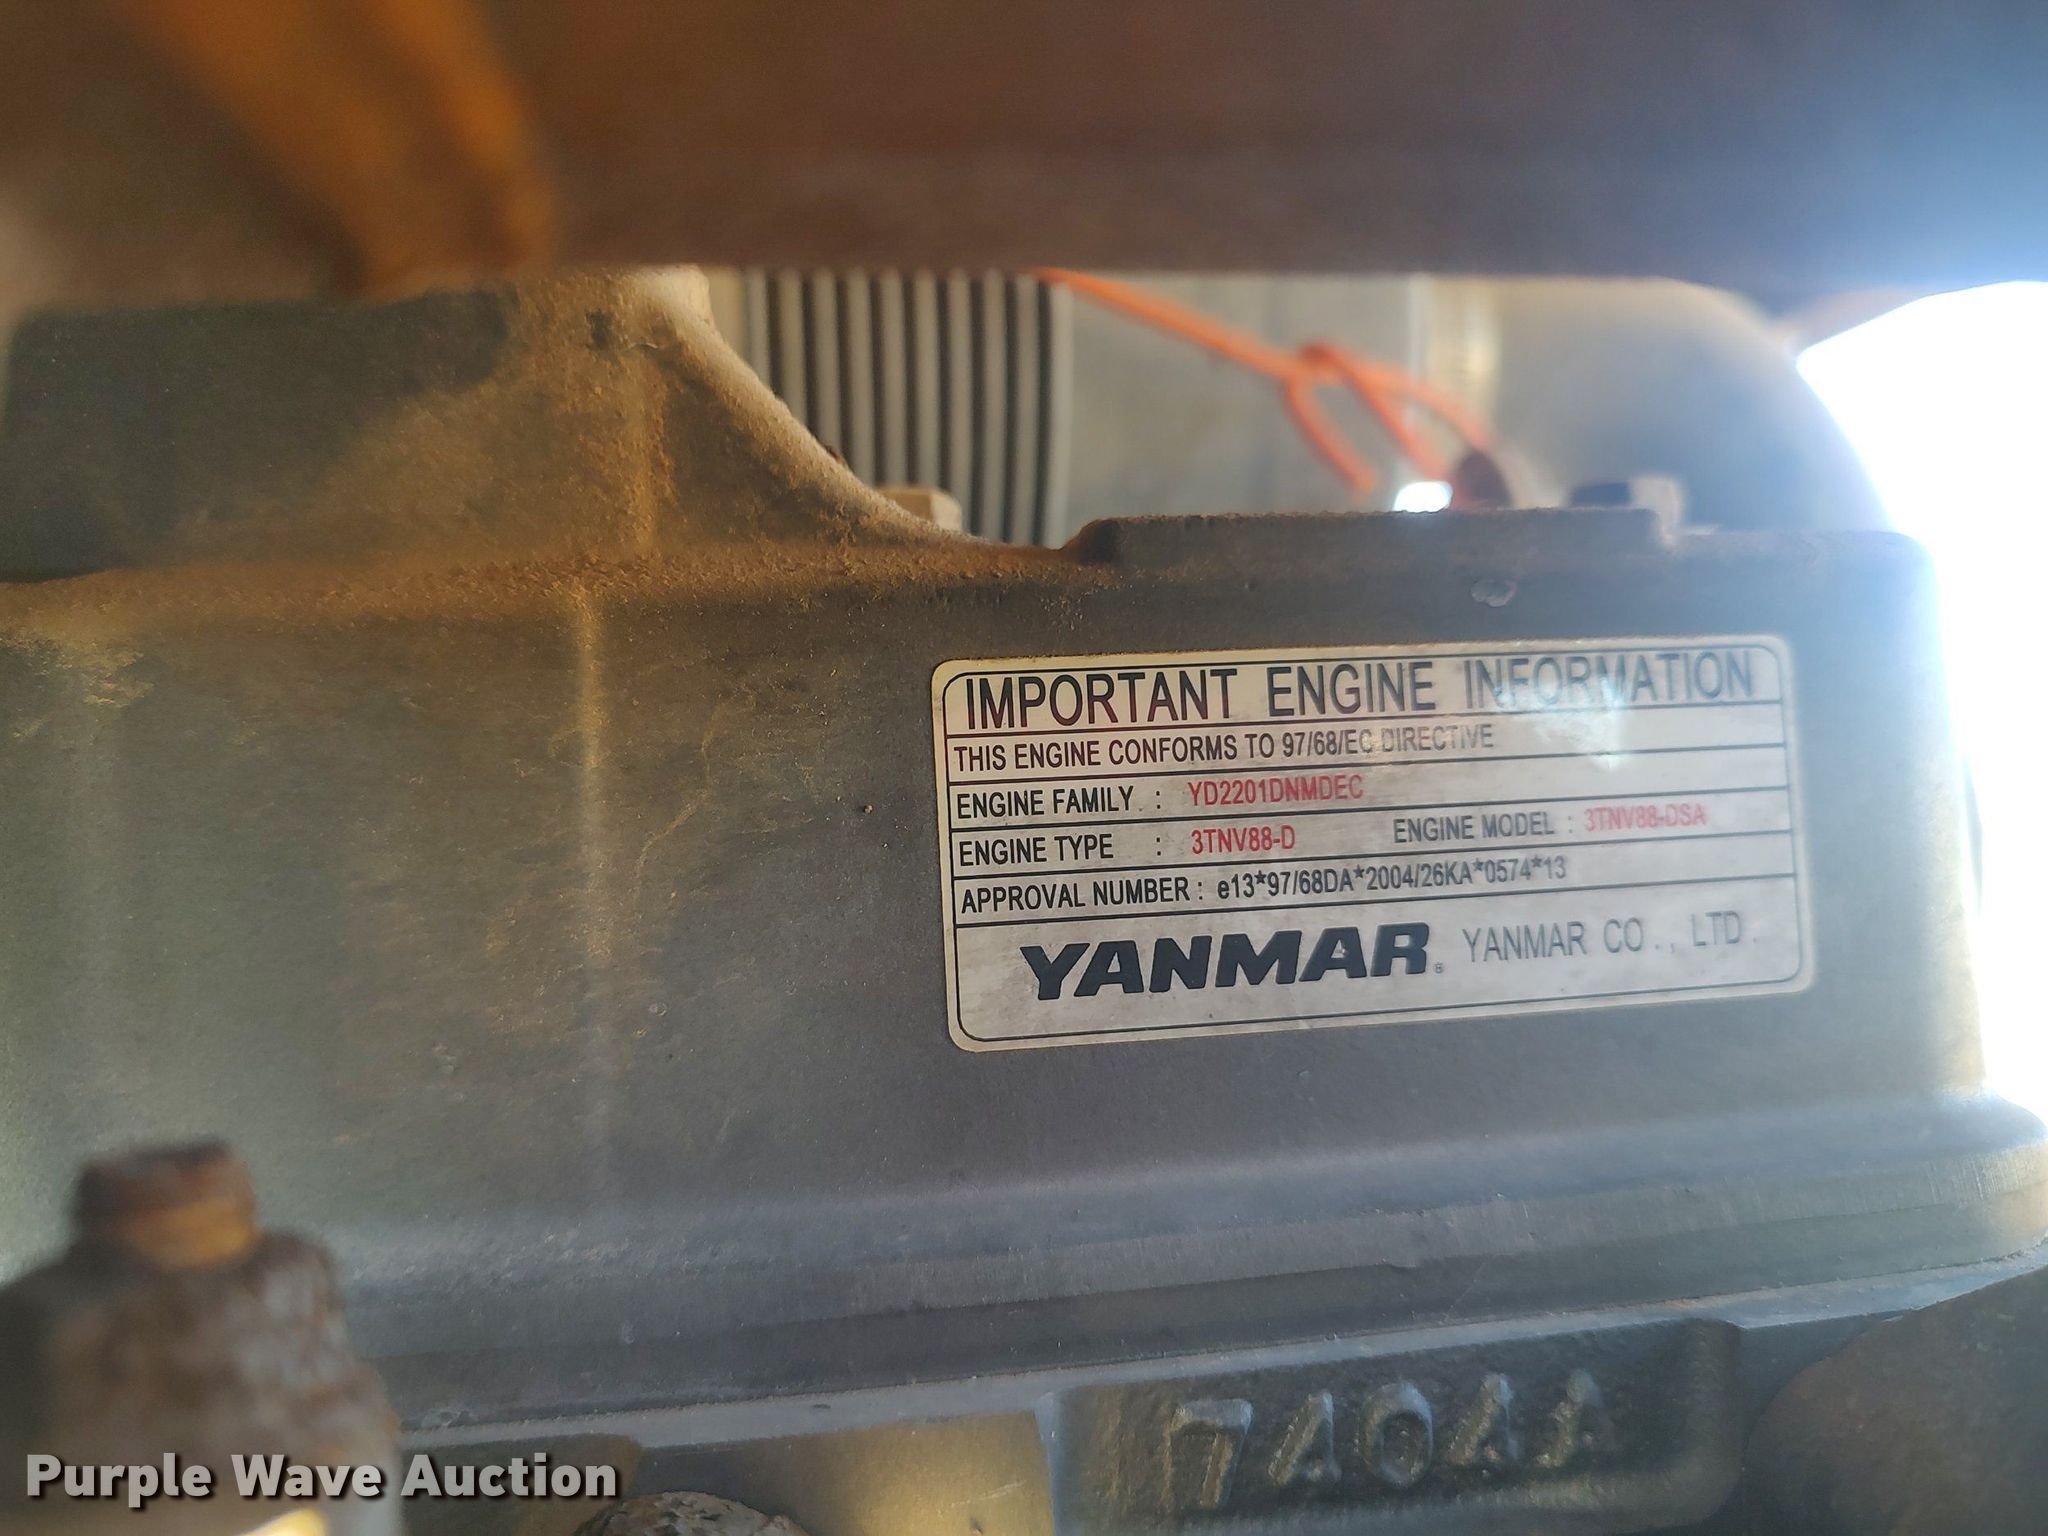 IMPORTANT ENGINE INFORMATION
THIS ENGINE CONFORMS TO 97/68/EC DIRECTIVE
ENGINE FAMILY : YD2201DNMDEC
ENGINE TYPE : 3TNV88-D ENGINE MODEL : 3TNV88-DSA
APPROVAL NUMBER : e13*97/68DA*2004/26KA*0574*13
YANMAR® YANMAR CO., LTD.
7404A
Purple Wave Auction